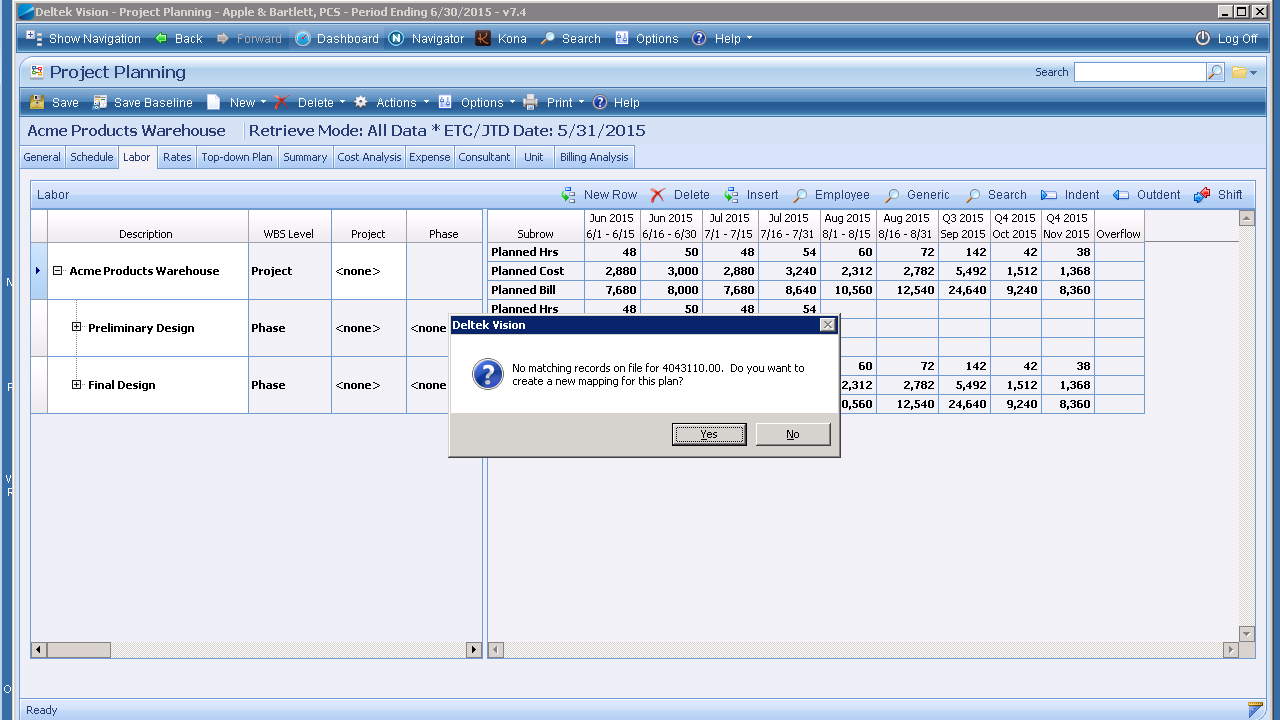 Deltek Vision - Project Planning - Apple & Bartlett, PCS - Period Ending 6/30/2015 - v7.4
Show Navigation Back Forward Dashboard Navigator Kona Search Options Help Log Off
Project Planning Search
Save Save Baseline New Delete Actions Options Print Help
Acme Products Warehouse Retrieve Mode: All Data * ETC/JTD Date: 5/31/2015
General Schedule Labor Rates Top-down Plan Summary Cost Analysis Expense Consultant Unit Billing Analysis
Labor New Row Delete Insert Employee Generic Search Indent Outdent Shift
Jun 2015 Jun 2015 Jul 2015 Jul 2015 Aug 2015 Aug 2015 Q3 2015 Q4 2015 Q4 2015
Description WBS Level Project Phase Subrow 6/1 - 6/15 6/16 - 6/30 7/1 - 7/15 7/16 - 7/31 8/1 - 8/15 8/16 - 8/31 Sep 2015 Oct 2015 Nov 2015 Overflow
Planned Hrs 48 50 48 54 60 72 142 42 38
Acme Products Warehouse Project <none> Planned Cost 2,880 3,000 2,880 3,240 2,312 2,782 5,492 1,512 1,368
Planned Bill 7,680 8,000 7,680 8,640 10,560 12,540 24,640 9,240 8,360
Planned Hrs 48 50 48 54
Preliminary Design Phase <none> <none
Deltek Vision
No matching records on file for 4043110.00. Do you want to
create a new mapping for this plan?
Yes No
60 72 142 42 38
Final Design Phase <none> <none 2,312 2,782 5,492 1,512 1,368
0,560 12,540 24,640 9,240 8,360
Ready